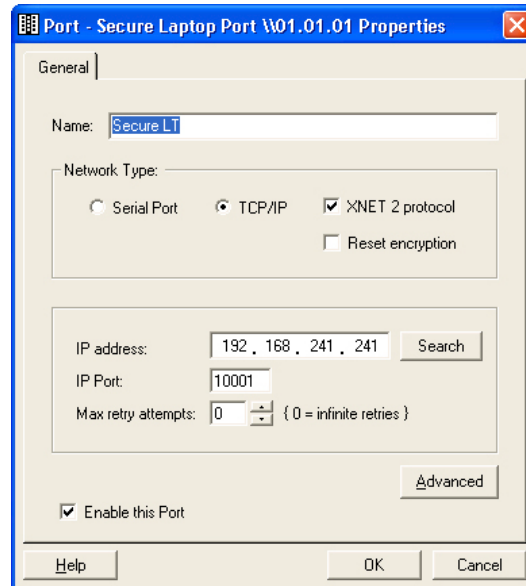 Port - Secure Laptop Port \\01.01.01 Properties
General
Name: Secure LT
Network Type:
Serial Port TCP/IP XNET 2 protocol
Reset encryption
IP address: 192 . 168 . 241 . 241 Search
IP Port: 10001
Max retry attempts: 0 { 0 = infinite retries }
Advanced
Enable this Port
Help OK Cancel